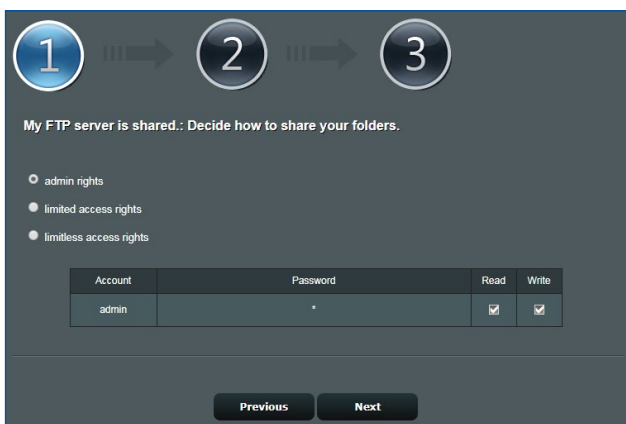 1 2 3
My FTP server is shared.: Decide how to share your folders.
admin rights
limited access rights
limitless access rights
Account Password Read Write
admin *
Previous Next